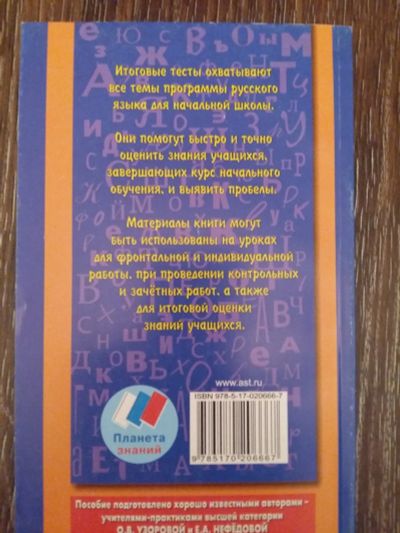 Итоговые тесты охватывают
все темы программы русского
языка для начальной школы.
Они помогут быстро и точно
оценить знания учащихся,
завершающих курс начального
обучения, и выявить пробелы.
Материалы книги могут
быть использованы на уроках
для фронтальной и индивидуальной
работы, при проведении контрольных
и зачётных работ, а также
для итоговой оценки
знаний учащихся.
www.ast.ru
ISBN 978-5-17-020666-7
9 785170 206667
Планета
знаний
Пособие подготовлено хорошо известными авторами -
учителями-практиками высшей категории
О.В. УЗОРОВОЙ и Е.А. НЕФЁДОВОЙ